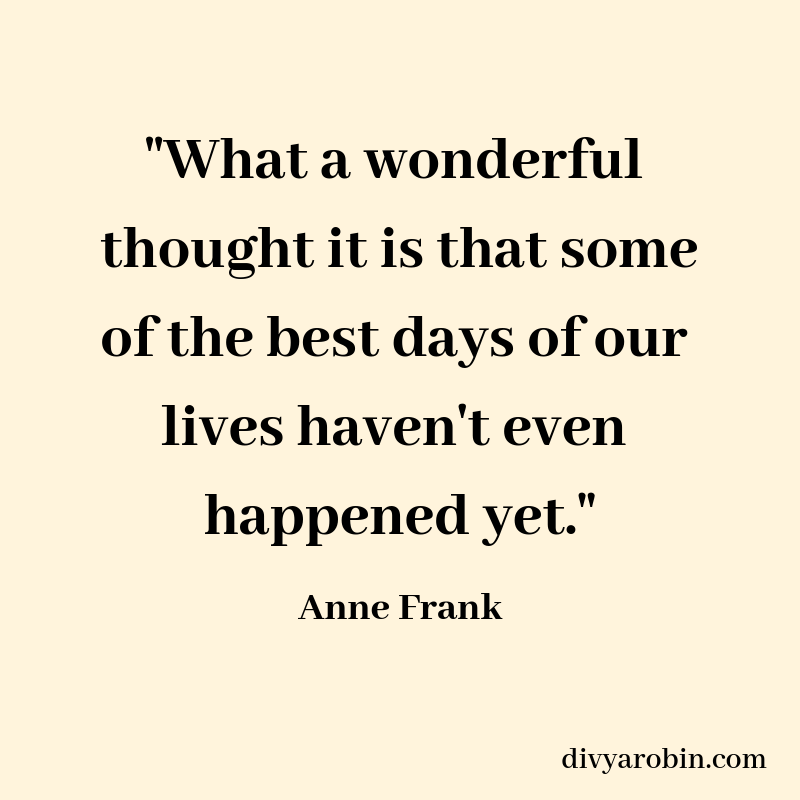 "What a wonderful
thought it is that some
of the best days of our
lives haven't even
happened yet."
Anne Frank
divyarobin.com